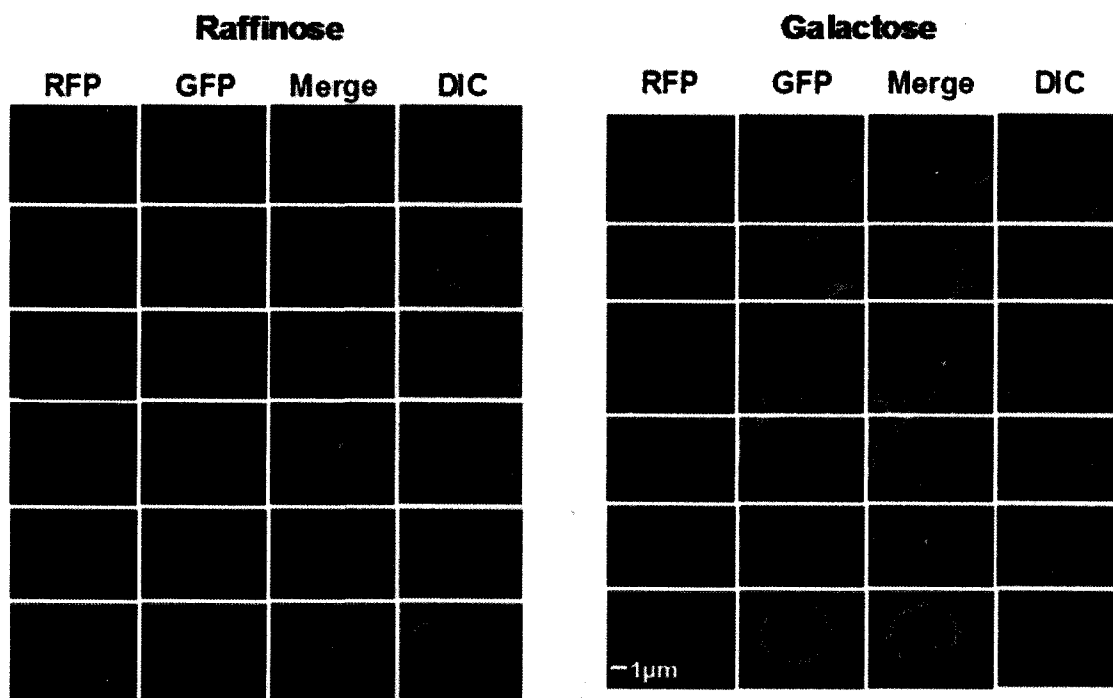 Raffinose
Galactose
RFP GFP Merge DIC
RFP GFP Merge DIC
1µm